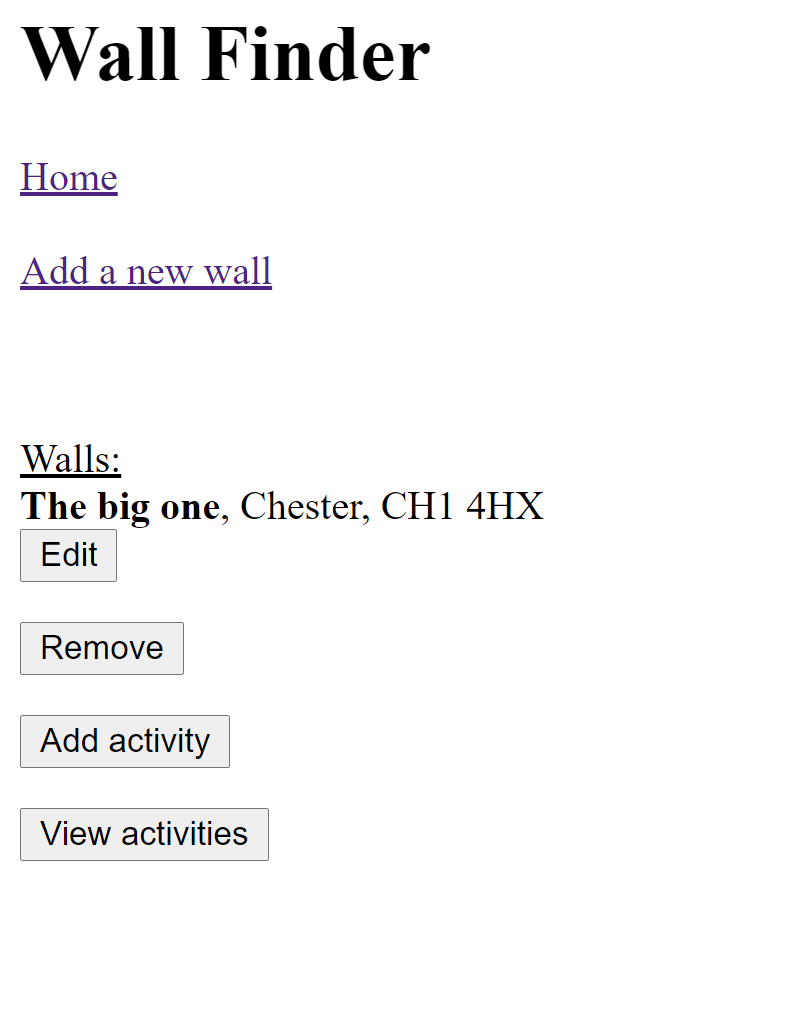 Wall Finder
Home
Add a new wall
Walls:
The big one, Chester, CH1 4HX
Edit
Remove
Add activity
View activities